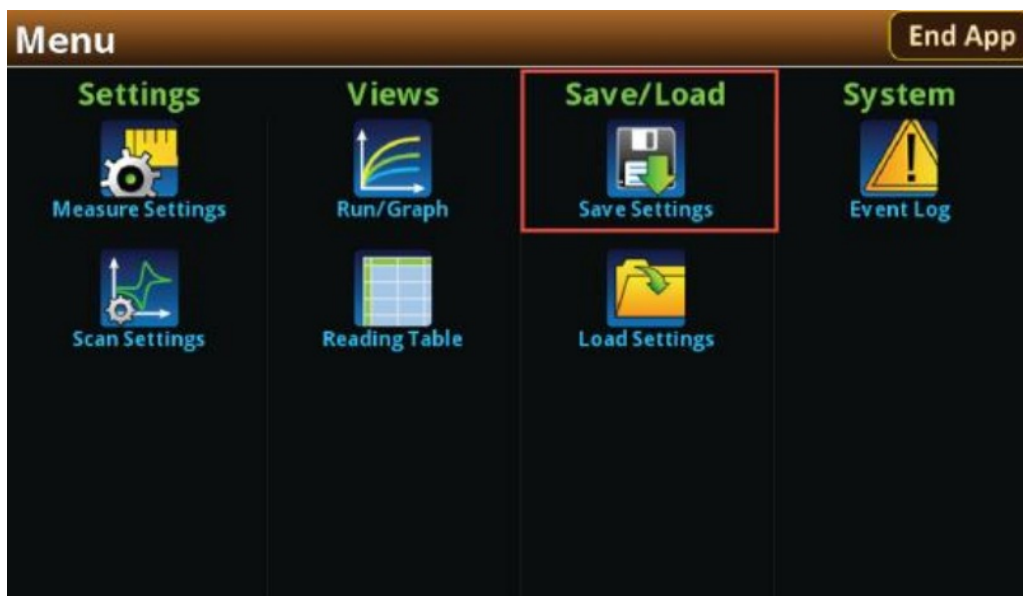 Menu
End App
Settings
Measure Settings
Scan Settings
Views
Run/Graph
Reading Table
Save/Load
Save Settings
Load Settings
System
Event Log